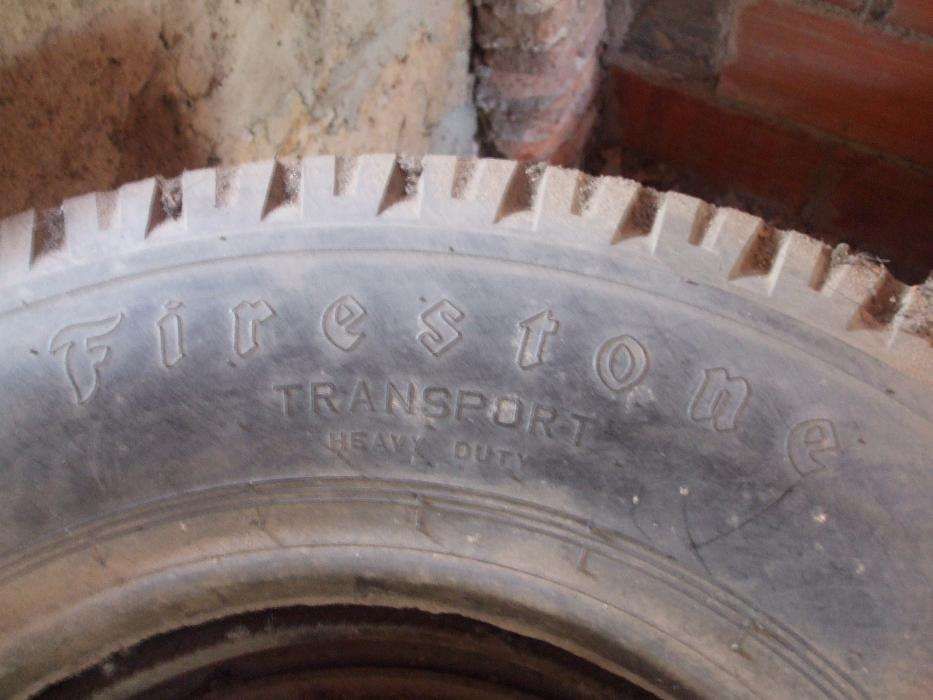 Firestone
TRANSPORT
HEAVY DUTY